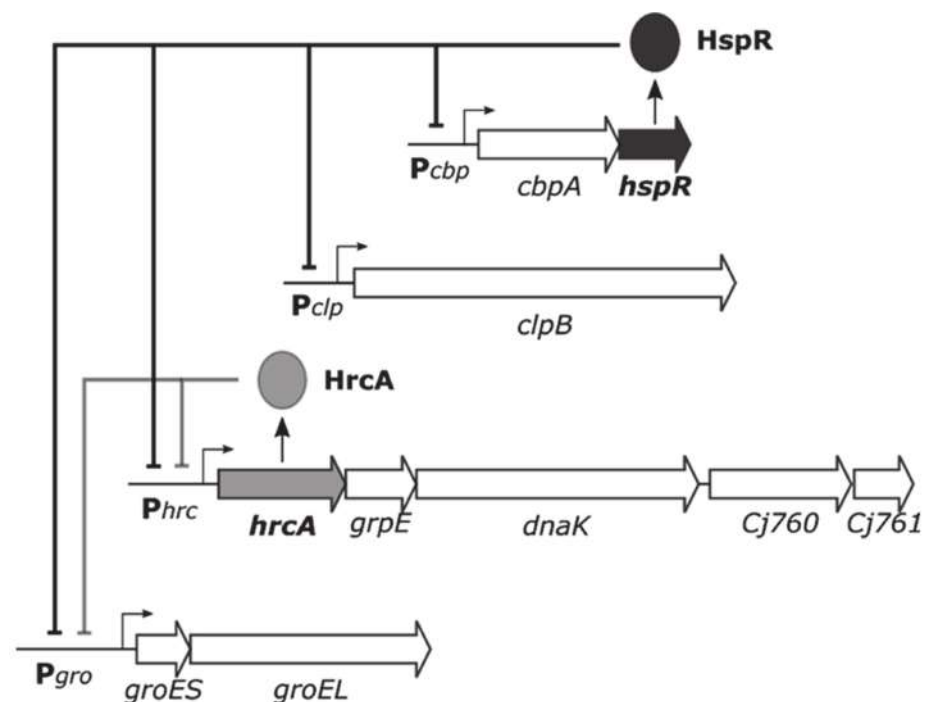 HspR
Pcbp
cbpA
hspR
Pclp
clpB
HrcA
Phrc
hrcA
grpE
dnaK
Cj760
Cj761
Pgro
groES
groEL